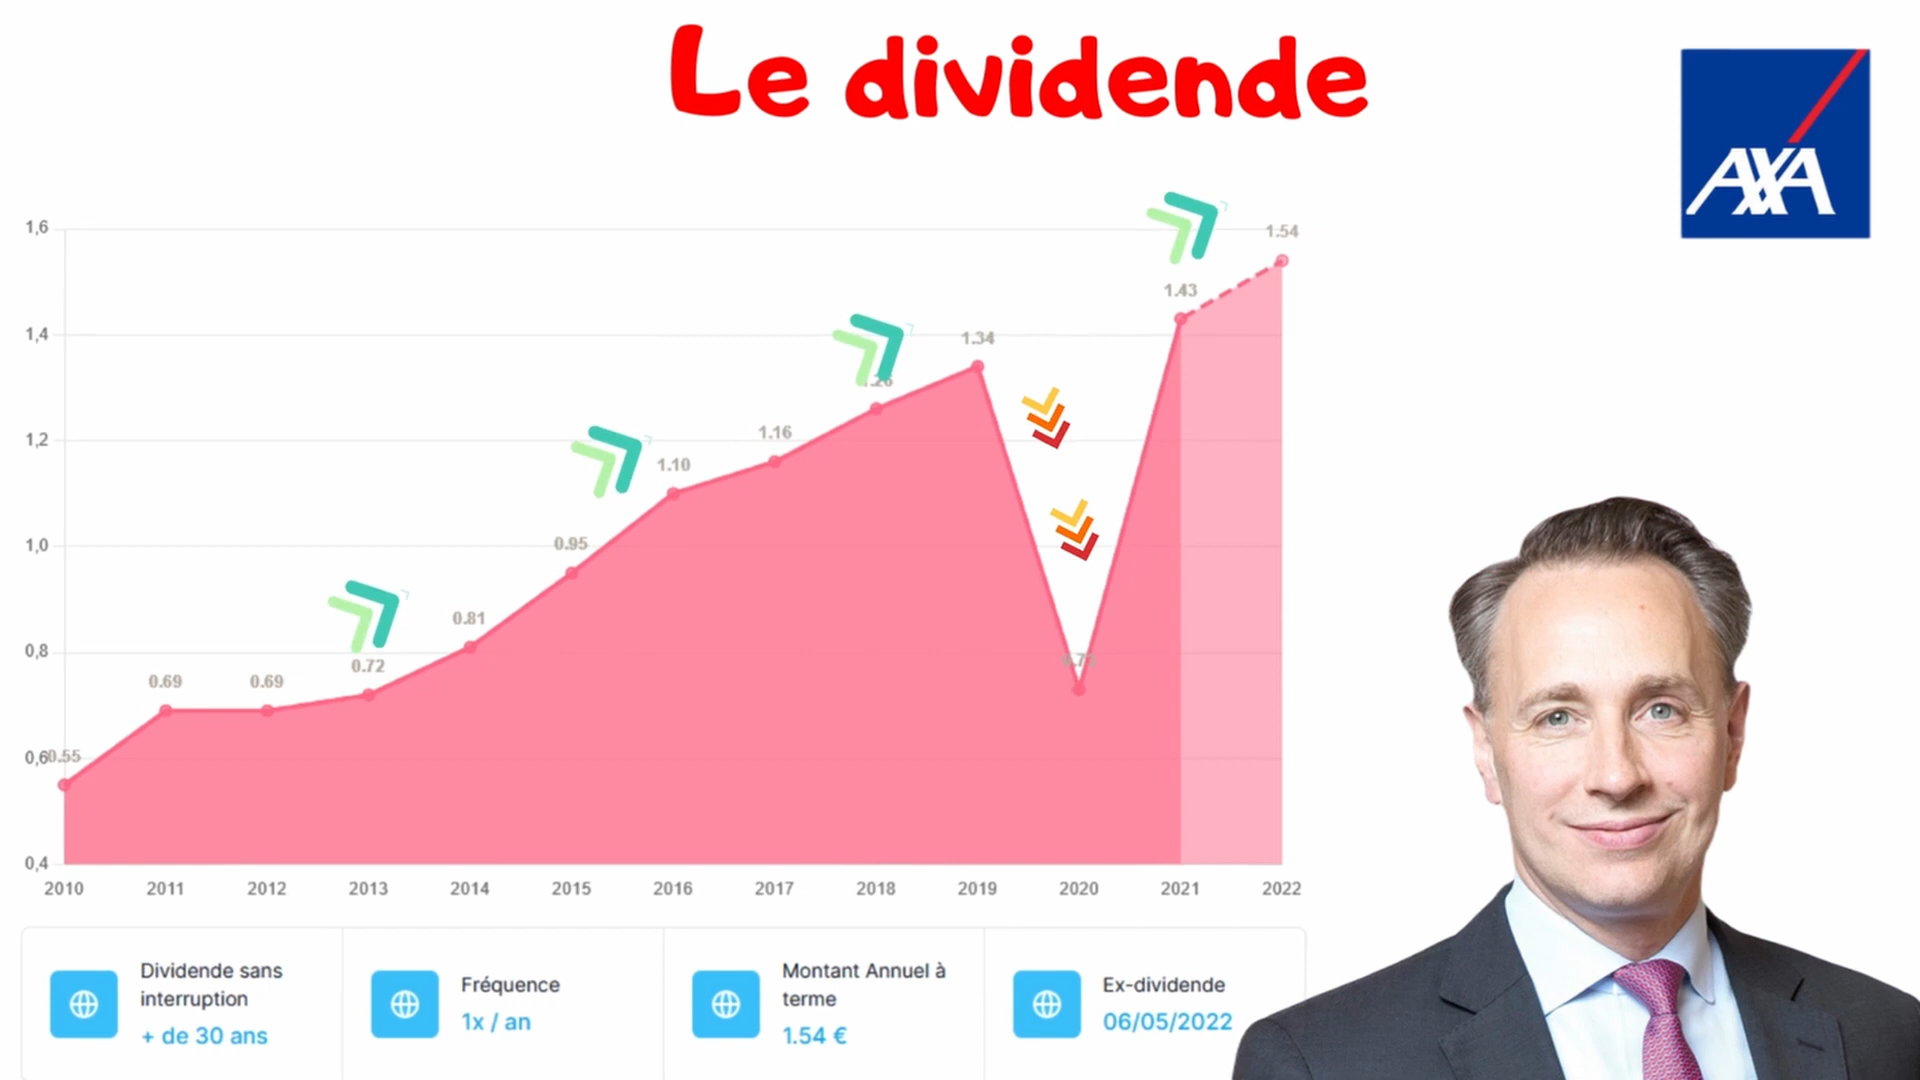 Le dividende
AXA
1,6
1,4
1,2
1,0
0,8
0,6
0,4
0.55
0.69
0.69
0.72
0.81
0.95
1.10
1.16
1.34
1.43
1.54
2010 2011 2012 2013 2014 2015 2016 2017 2018 2019 2020 2021 2022
Dividende sans
interruption
+ de 30 ans
Fréquence
1x / an
Montant Annuel à
terme
1.54 €
Ex-dividende
06/05/2022